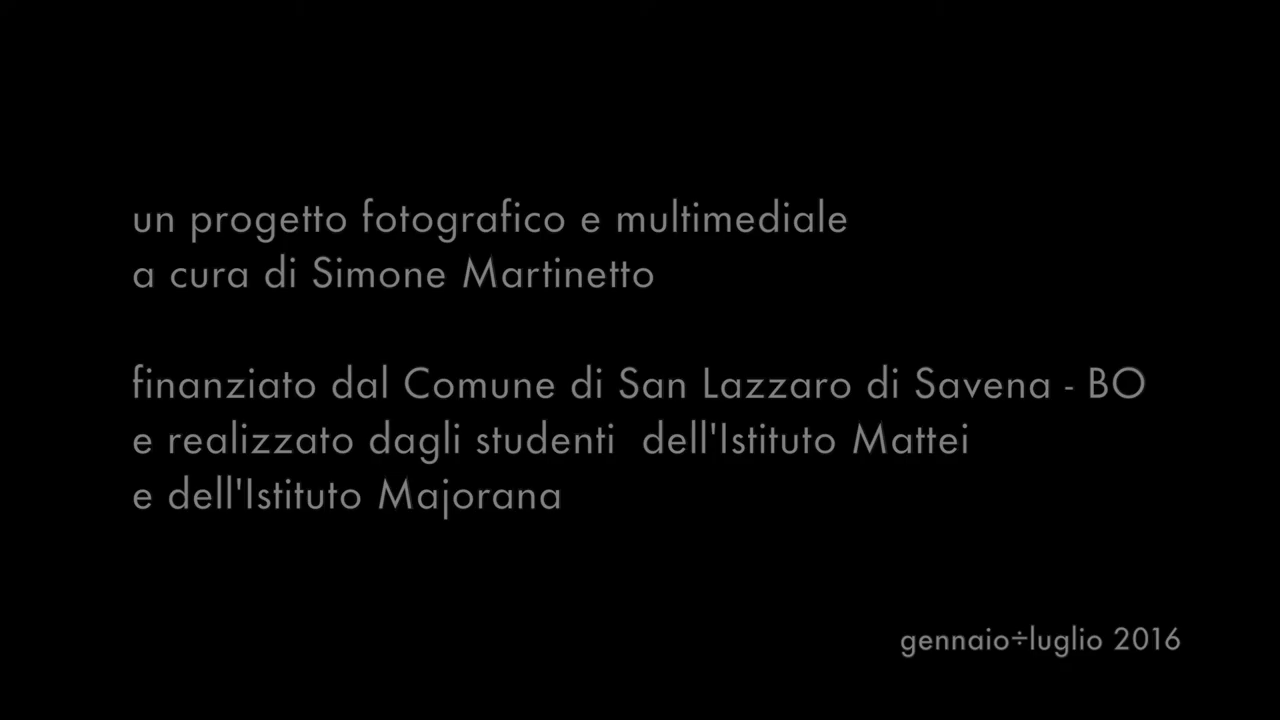 un progetto fotografico e multimediale
a cura di Simone Martinetto
finanziato dal Comune di San Lazzaro di Savena - BO
e realizzato dagli studenti  dell'Istituto Mattei
e dell'Istituto Majorana
gennaio÷luglio 2016